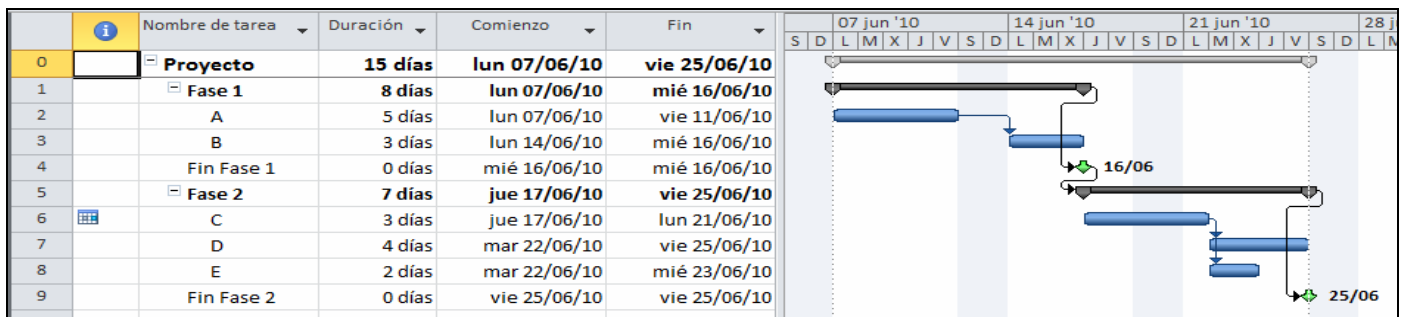 Nombre de tarea Duración Comienzo Fin 07 jun '10 14 jun '10 21 jun '10 28 j
S D L M X J V S D L M X J V S D L M X J V S D L M
0 Proyecto 15 días lun 07/06/10 vie 25/06/10
1 Fase 1 8 días lun 07/06/10 mié 16/06/10
2 A 5 días lun 07/06/10 vie 11/06/10
3 B 3 días lun 14/06/10 mié 16/06/10
4 Fin Fase 1 0 días mié 16/06/10 mié 16/06/10 16/06
5 Fase 2 7 días jue 17/06/10 vie 25/06/10
6 C 3 días jue 17/06/10 lun 21/06/10
7 D 4 días mar 22/06/10 vie 25/06/10
8 E 2 días mar 22/06/10 mié 23/06/10
9 Fin Fase 2 0 días vie 25/06/10 vie 25/06/10 25/06